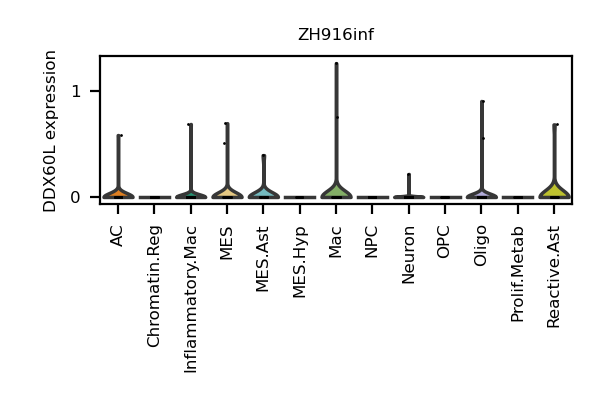 ZH916inf
DDX60L expression
1
0
AC
Chromatin.Reg
Inflammatory.Mac
MES
MES.Ast
MES.Hyp
Mac
NPC
Neuron
OPC
Oligo
Prolif.Metab
Reactive.Ast